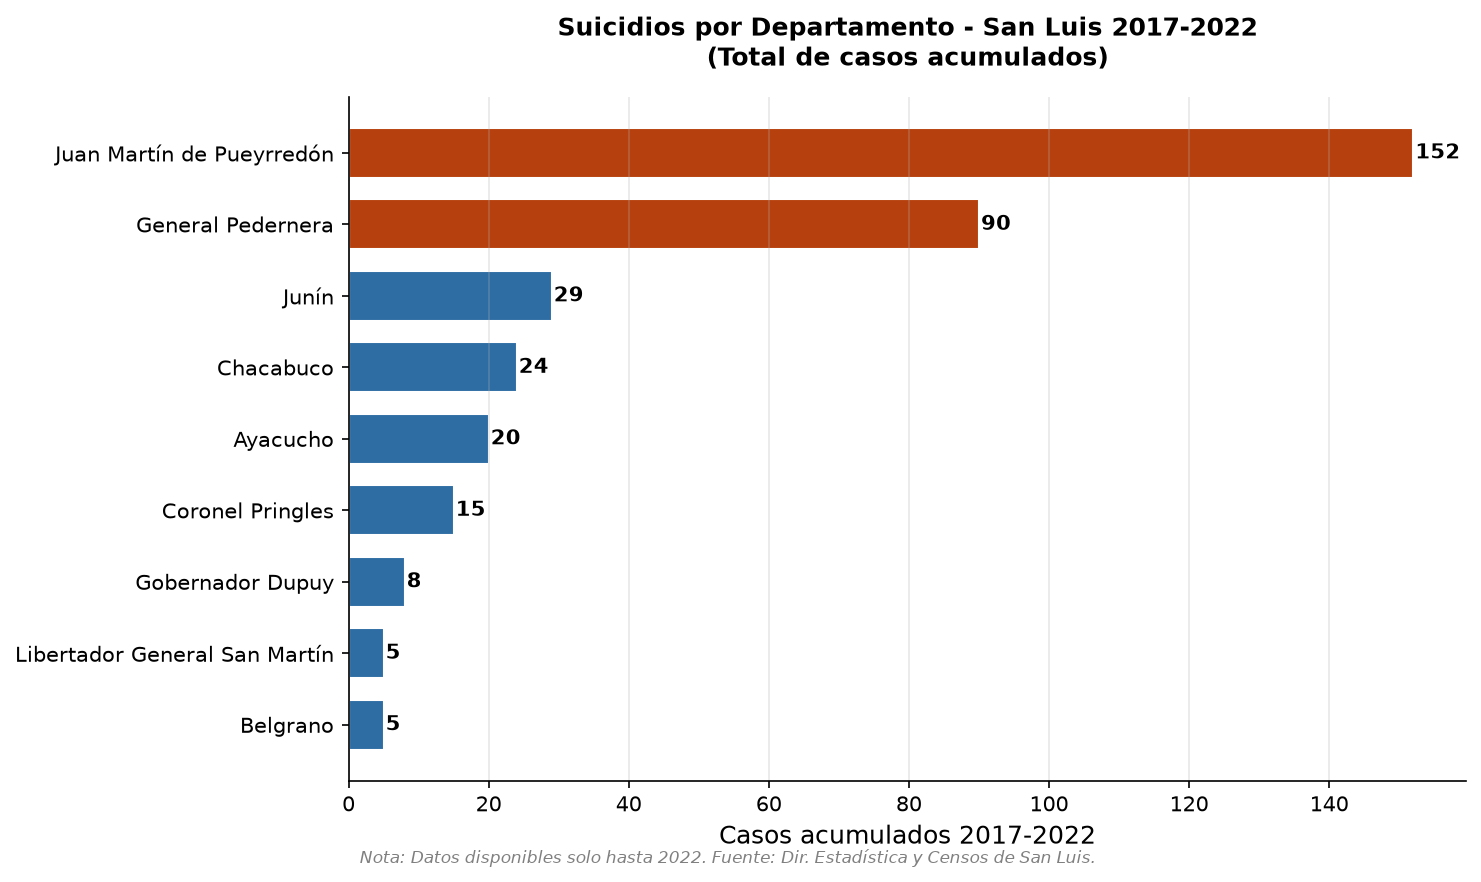 Suicidios por Departamento - San Luis 2017-2022
(Total de casos acumulados)
Juan Martín de Pueyrredón 152
General Pedernera 90
Junín 29
Chacabuco 24
Ayacucho 20
Coronel Pringles 15
Gobernador Dupuy 8
Libertador General San Martín 5
Belgrano 5
0 20 40 60 80 100 120 140
Casos acumulados 2017-2022
Nota: Datos disponibles solo hasta 2022. Fuente: Dir. Estadística y Censos de San Luis.